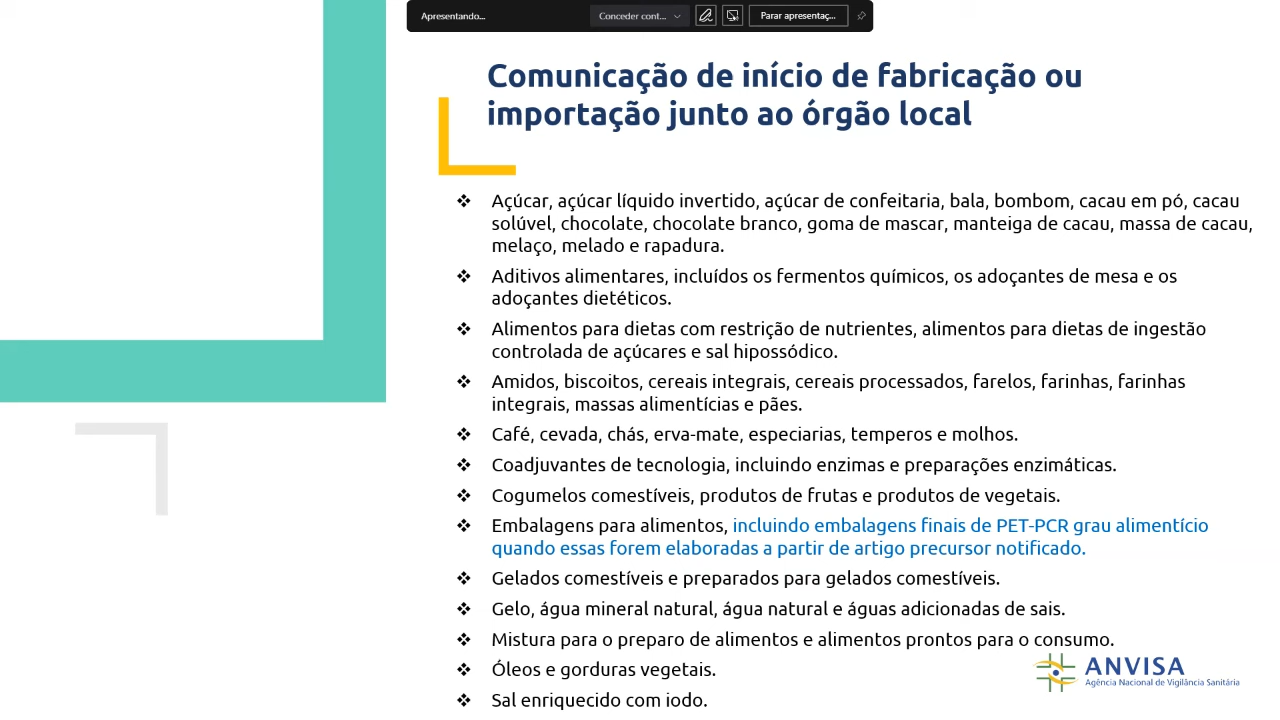 Apresentando...
Conceder cont...
Parar apresentaç...
Comunicação de início de fabricação ou
importação junto ao órgão local
❖ Açúcar, açúcar líquido invertido, açúcar de confeitaria, bala, bombom, cacau em pó, cacau
solúvel, chocolate, chocolate branco, goma de mascar, manteiga de cacau, massa de cacau,
melaço, melado e rapadura.
❖ Aditivos alimentares, incluídos os fermentos químicos, os adoçantes de mesa e os
adoçantes dietéticos.
❖ Alimentos para dietas com restrição de nutrientes, alimentos para dietas de ingestão
controlada de açúcares e sal hipossódico.
❖ Amidos, biscoitos, cereais integrais, cereais processados, farelos, farinhas, farinhas
integrais, massas alimentícias e pães.
❖ Café, cevada, chás, erva-mate, especiarias, temperos e molhos.
❖ Coadjuvantes de tecnologia, incluindo enzimas e preparações enzimáticas.
❖ Cogumelos comestíveis, produtos de frutas e produtos de vegetais.
❖ Embalagens para alimentos, incluindo embalagens finais de PET-PCR grau alimentício
quando essas forem elaboradas a partir de artigo precursor notificado.
❖ Gelados comestíveis e preparados para gelados comestíveis.
❖ Gelo, água mineral natural, água natural e águas adicionadas de sais.
❖ Mistura para o preparo de alimentos e alimentos prontos para o consumo.
❖ Óleos e gorduras vegetais.
❖ Sal enriquecido com iodo.
ANVISA
Agência Nacional de Vigilância Sanitária